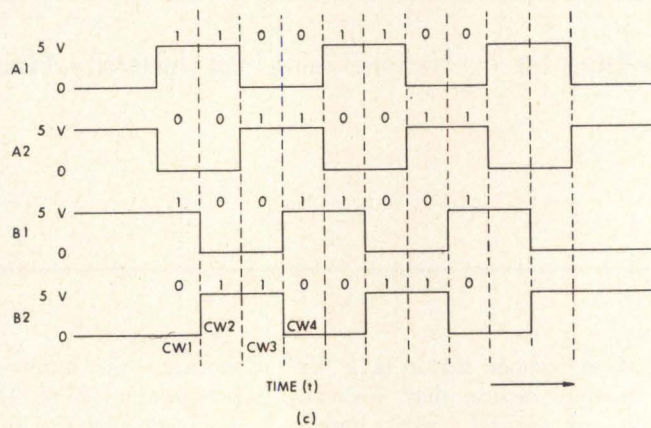 1 1 0 0 1 1 0 0
5 V
A1
0
0 0 1 1 0 0 1 1
5 V
A2
0
1 0 0 1 1 0 0 1
5 V
B1
0
0 1 1 0 0 1 1 0
5 V
B2
0
CW1 CW2 CW3 CW4
TIME (t)
(c)